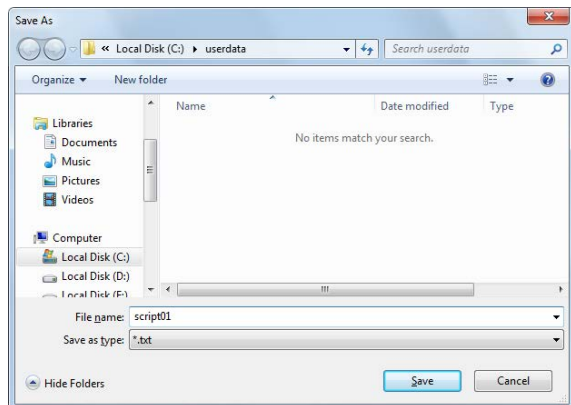 Save As
« Local Disk (C:) ▸ userdata
Search userdata
Organize
New folder
Name
Date modified
Type
No items match your search.
Libraries
Documents
Music
Pictures
Videos
Computer
Local Disk (C:)
Local Disk (D:)
Local Disk (E:)
File name: script01
Save as type: *.txt
Hide Folders
Save
Cancel